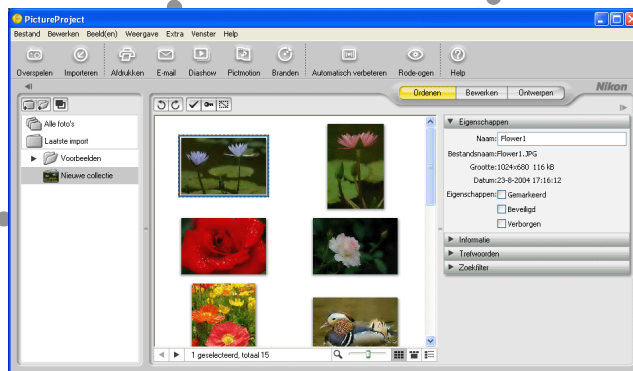 PictureProject
Bestand Bewerken Beeld(en) Weergave Extra Venster Help
Overspelen Importeren Afdrukken E-mail Diashow Pictmotion Branden Automatisch verbeteren Rode-ogen Help
Ordenen Bewerken Ontwerpen Nikon
Alle foto's
Laatste import
Voorbeelden
Nieuwe collectie
Eigenschappen
Naam: Flower1
Bestandsnaam: Flower1.JPG
Grootte: 1024x680 116 kB
Datum: 23-8-2004 17:16:12
Eigenschappen: Gemarkeerd
Beveiligd
Verborgen
Informatie
Trefwoorden
Zoekfilter
1 geselecteerd, totaal 15